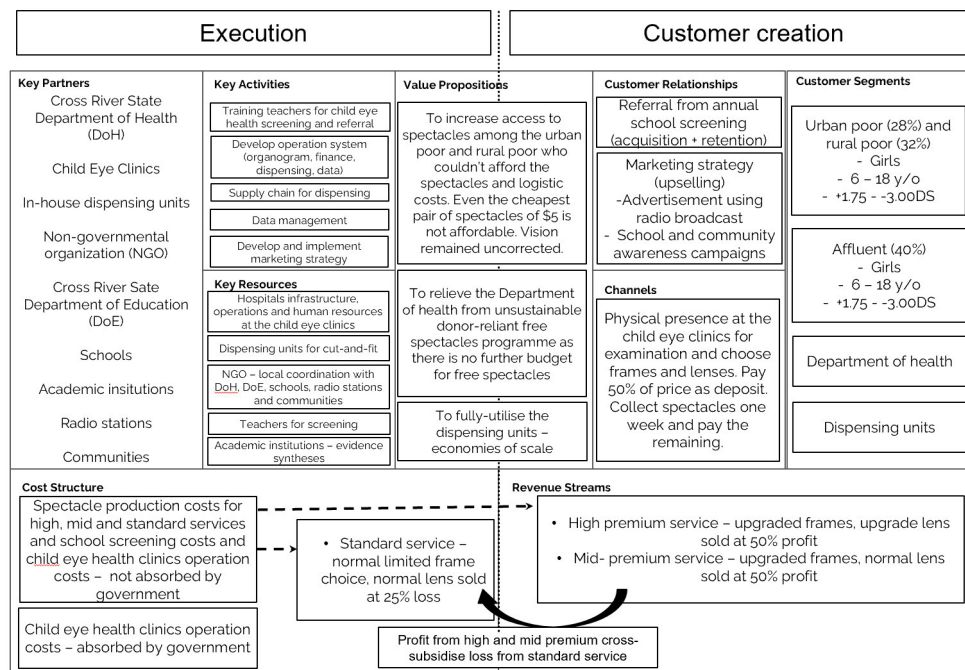 Execution
Customer creation
Key Partners
Cross River State
Department of Health
(DoH)
Child Eye Clinics
In-house dispensing units
Non-governmental
organization (NGO)
Cross River Sate
Department of Education
(DoE)
Schools
Academic insitutions
Radio stations
Communities
Key Activities
Training teachers for child eye
health screening and referral
Develop operation system
(organogram, finance,
dispensing, data)
Supply chain for dispensing
Data management
Develop and implement
marketing strategy
Key Resources
Hospitals infrastructure,
operations and human resources
at the child eye clinics
Dispensing units for cut-and-fit
NGO – local coordination with
DoH, DoE, schools, radio stations
and communities
Teachers for screening
Academic institutions – evidence
syntheses
Value Propositions
To increase access to
spectacles among the urban
poor and rural poor who
couldn't afford the
spectacles and logistic
costs. Even the cheapest
pair of spectacles of $5 is
not affordable. Vision
remained uncorrected.
To relieve the Department
of health from unsustainable
donor-reliant free
spectacles programme as
there is no further budget
for free spectacles
To fully-utilise the
dispensing units –
economies of scale
Customer Relationships
Referral from annual
school screening
(acquisition + retention)
Marketing strategy
(upselling)
-Advertisement using
radio broadcast
- School and community
awareness campaigns
Channels
Physical presence at the
child eye clinics for
examination and choose
frames and lenses. Pay
50% of price as deposit.
Collect spectacles one
week and pay the
remaining.
Customer Segments
Urban poor (28%) and
rural poor (32%)
- Girls
- 6 – 18 y/o
- +1.75 - -3.00DS
Affluent (40%)
- Girls
- 6 – 18 y/o
- +1.75 - -3.00DS
Department of health
Dispensing units
Cost Structure
Spectacle production costs for
high, mid and standard services
and school screening costs and
child eye health clinics operation
costs – not absorbed by
government
Child eye health clinics operation
costs – absorbed by government
• Standard service –
normal limited frame
choice, normal lens sold
at 25% loss
Revenue Streams
• High premium service – upgraded frames, upgrade lens
sold at 50% profit
• Mid- premium service – upgraded frames, normal lens
sold at 50% profit
Profit from high and mid premium cross-
subsidise loss from standard service